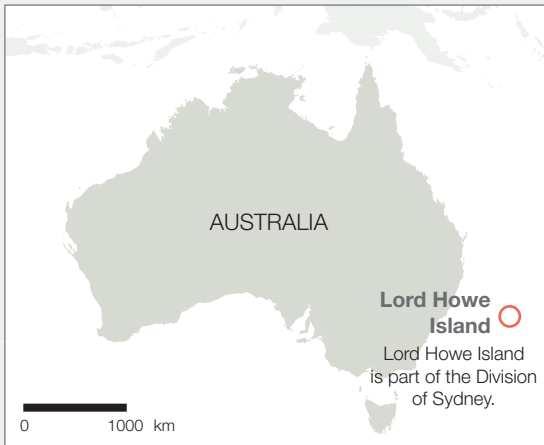 AUSTRALIA
Lord Howe
Island
Lord Howe Island
is part of the Division
of Sydney.
0 1000 km